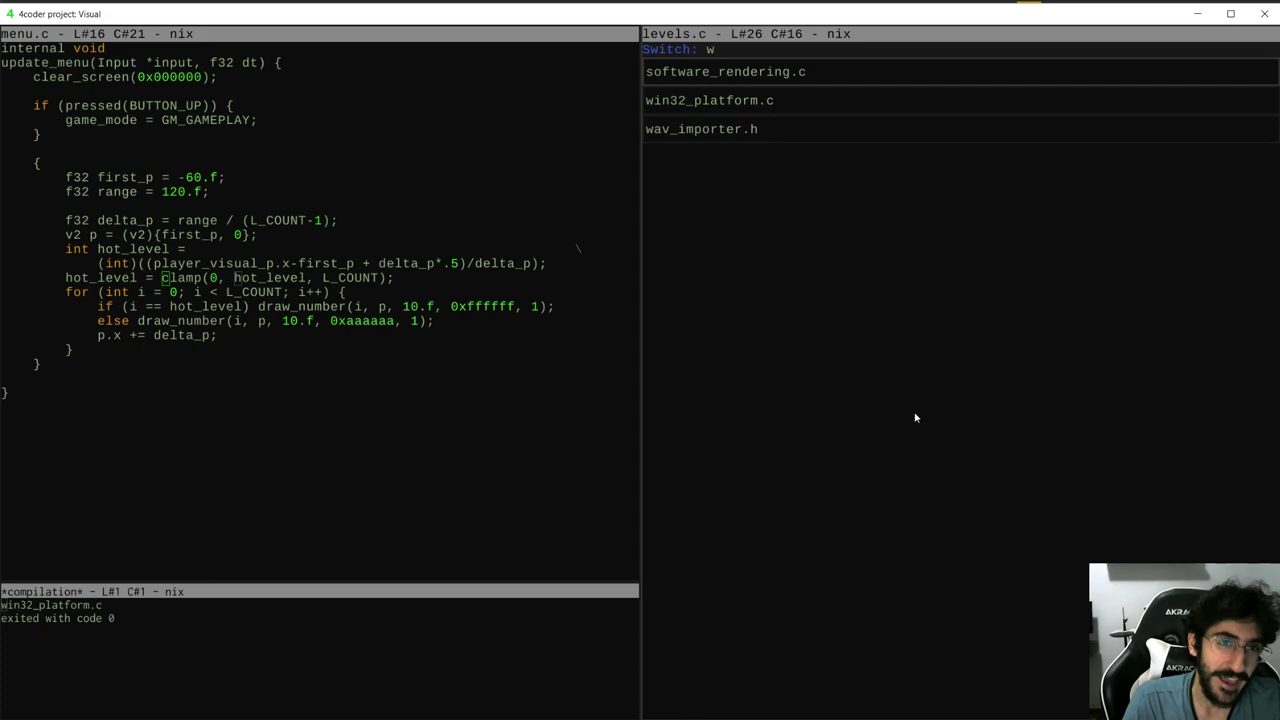 4 4coder project: Visual
menu.c - L#16 C#21 - nix
internal void
update_menu(Input *input, f32 dt) {
    clear_screen(0x000000);
    if (pressed(BUTTON_UP)) {
        game_mode = GM_GAMEPLAY;
    }
    {
        f32 first_p = -60.f;
        f32 range = 120.f;
        f32 delta_p = range / (L_COUNT-1);
        v2 p = (v2){first_p, 0};
        int hot_level = \
            (int)((player_visual_p.x-first_p + delta_p*.5)/delta_p);
        hot_level = clamp(0, hot_level, L_COUNT);
        for (int i = 0; i < L_COUNT; i++) {
            if (i == hot_level) draw_number(i, p, 10.f, 0xffffff, 1);
            else draw_number(i, p, 10.f, 0xaaaaaa, 1);
            p.x += delta_p;
        }
    }
}
*compilation* - L#1 C#1 - nix
win32_platform.c
exited with code 0
levels.c - L#26 C#16 - nix
Switch: w
software_rendering.c
win32_platform.c
wav_importer.h
AKRACING
AKRA